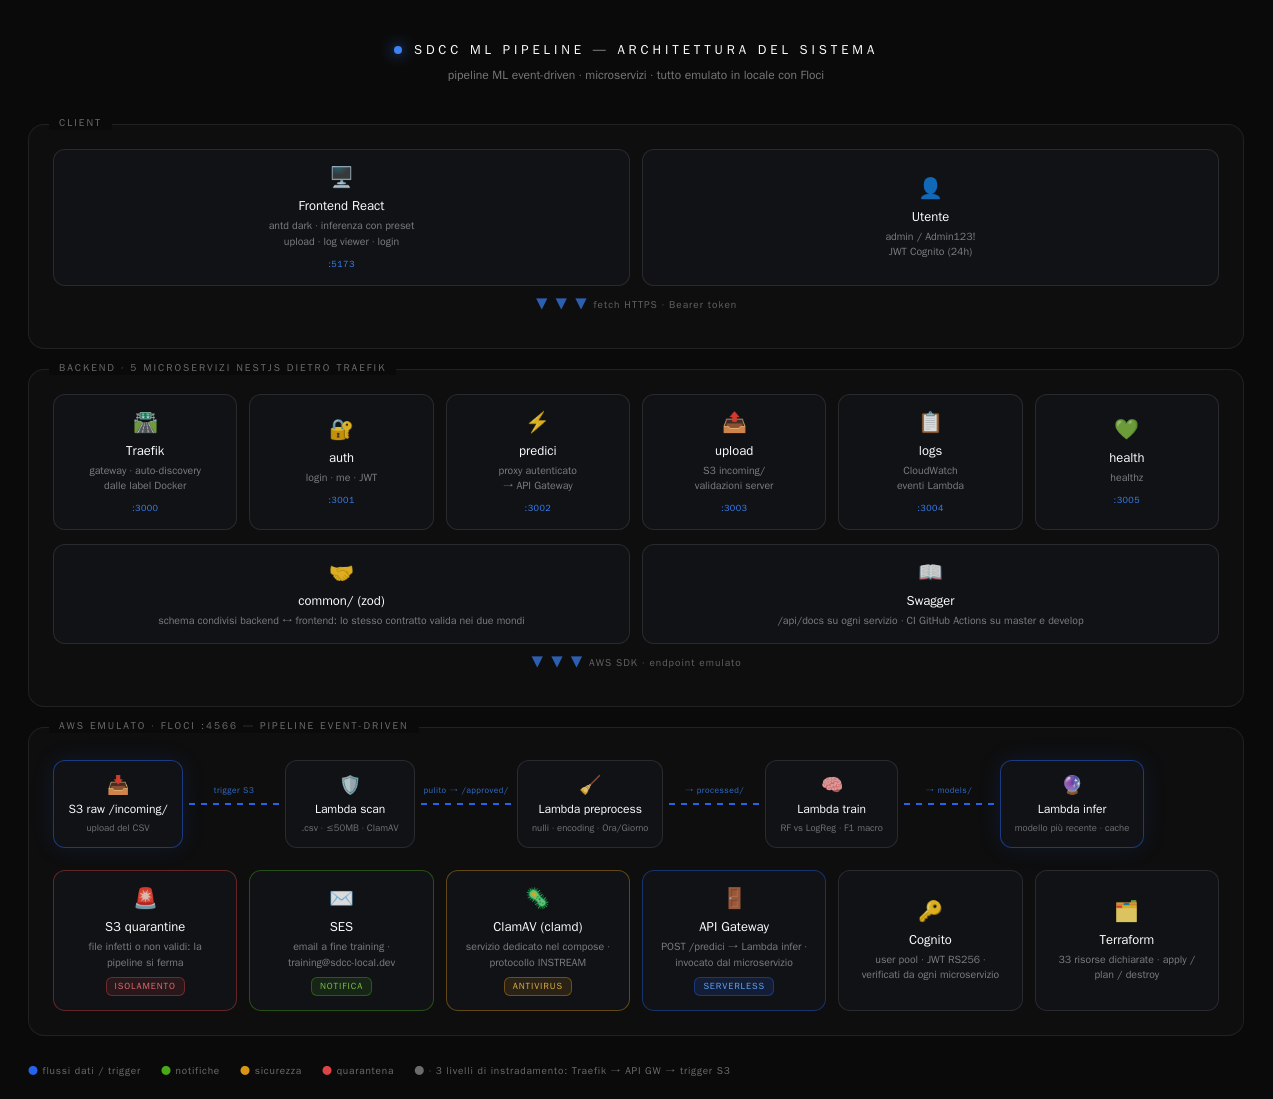 SDCC ML PIPELINE — ARCHITETTURA DEL SISTEMA
pipeline ML event-driven · microservizi · tutto emulato in locale con Floci
CLIENT
Frontend React
antd dark · inferenza con preset
upload · log viewer · login
:5173
Utente
admin / Admin123!
JWT Cognito (24h)
▼ ▼ ▼ fetch HTTPS · Bearer token
BACKEND · 5 MICROSERVIZI NESTJS DIETRO TRAEFIK
Traefik
gateway · auto-discovery
dalle label Docker
:3000
auth
login · me · JWT
:3001
predici
proxy autenticato
→ API Gateway
:3002
upload
S3 incoming/
validazioni server
:3003
logs
CloudWatch
eventi Lambda
:3004
health
healthz
:3005
common/ (zod)
schema condivisi backend ↔ frontend: lo stesso contratto valida nei due mondi
Swagger
/api/docs su ogni servizio · CI GitHub Actions su master e develop
▼ ▼ ▼ AWS SDK · endpoint emulato
AWS EMULATO · FLOCI :4566 — PIPELINE EVENT-DRIVEN
S3 raw /incoming/
upload del CSV
trigger S3
Lambda scan
.csv · ≤50MB · ClamAV
pulito → /approved/
Lambda preprocess
nulli · encoding · Ora/Giorno
→ processed/
Lambda train
RF vs LogReg · F1 macro
→ models/
Lambda infer
modello più recente · cache
S3 quarantine
file infetti o non validi: la
pipeline si ferma
ISOLAMENTO
SES
email a fine training ·
training@sdcc-local.dev
NOTIFICA
ClamAV (clamd)
servizio dedicato nel compose ·
protocollo INSTREAM
ANTIVIRUS
API Gateway
POST /predici → Lambda infer ·
invocato dal microservizio
SERVERLESS
Cognito
user pool · JWT RS256 ·
verificati da ogni microservizio
Terraform
33 risorse dichiarate · apply /
plan / destroy
flussi dati / trigger
notifiche
sicurezza
quarantena
· 3 livelli di instradamento: Traefik → API GW → trigger S3